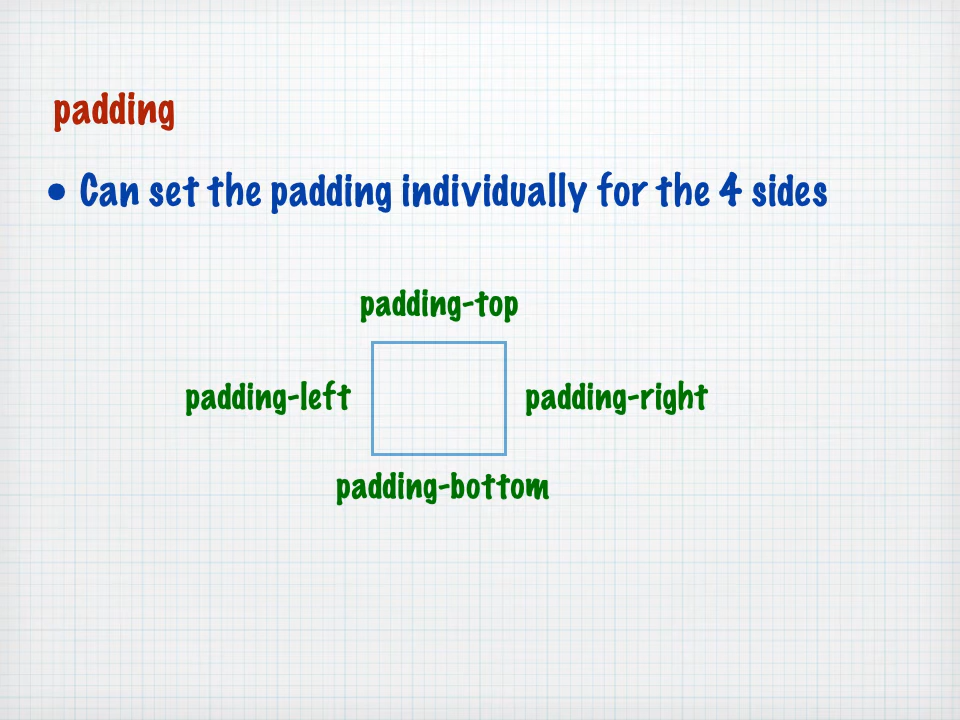 padding
• Can set the padding individually for the 4 sides
padding-top
padding-left padding-right
padding-bottom